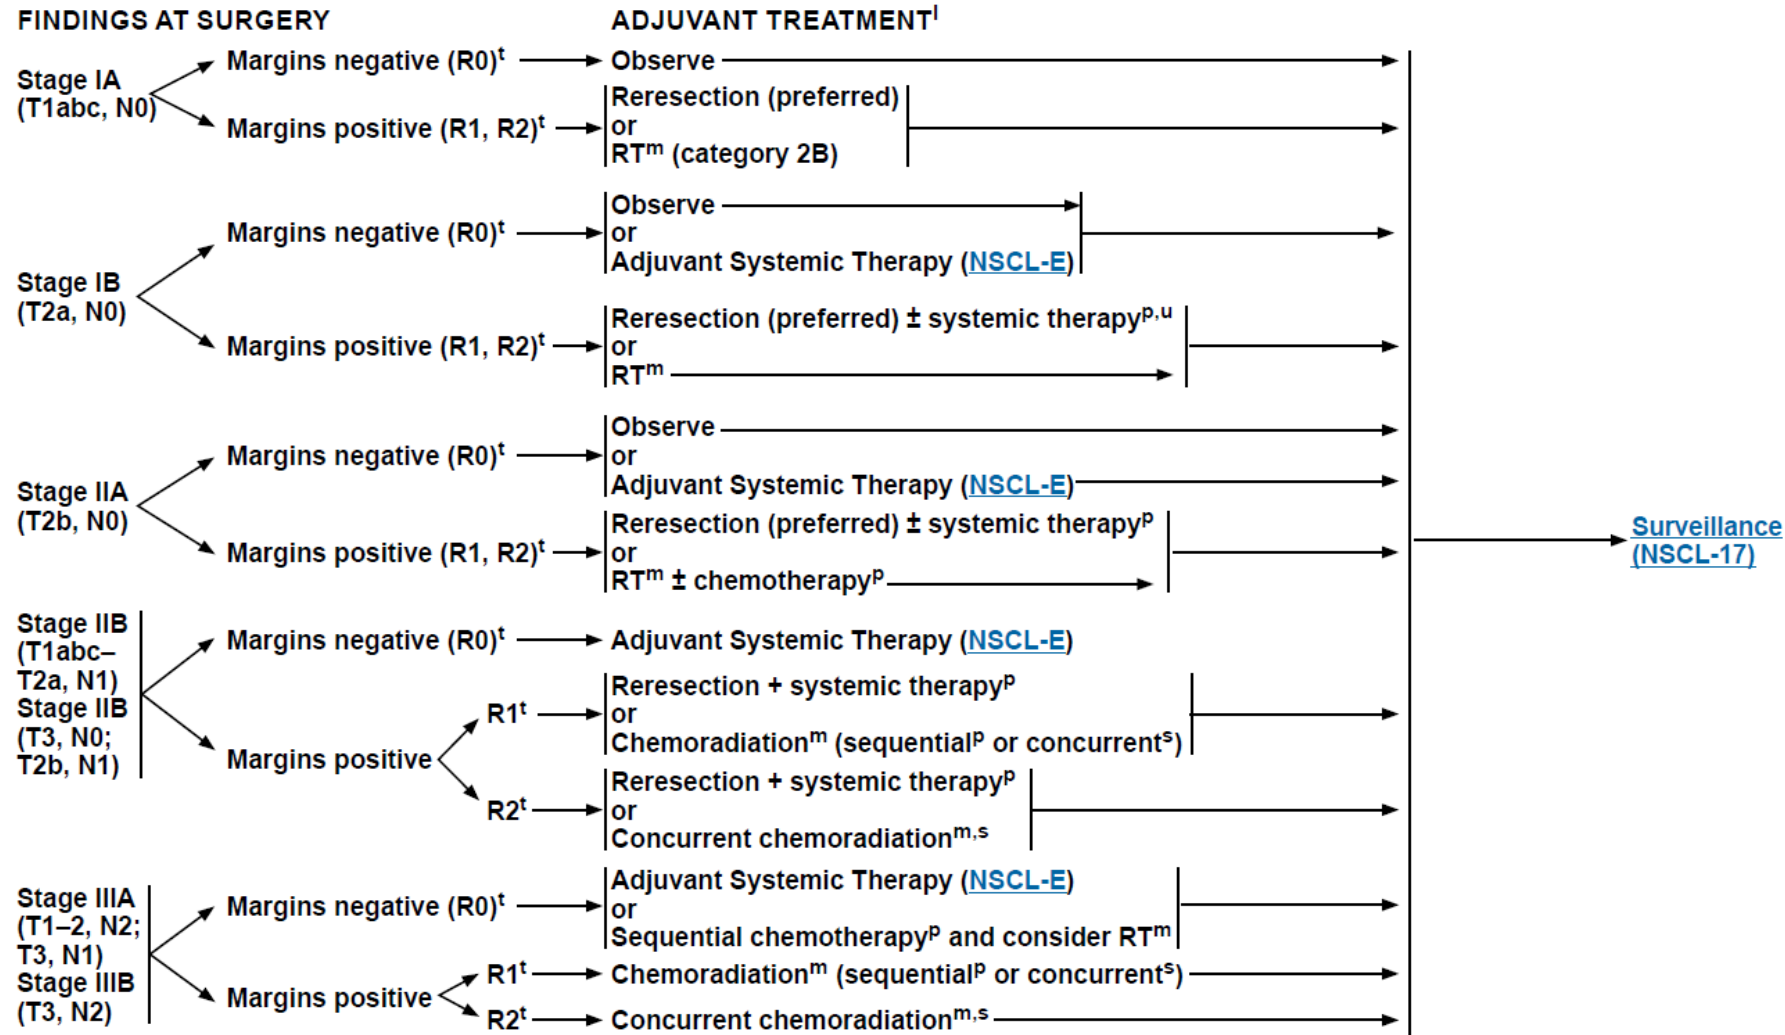 FINDINGS AT SURGERY
ADJUVANT TREATMENTˡ
Stage IA
(T1abc, N0)
Margins negative (R0)ᵗ
Observe
Margins positive (R1, R2)ᵗ
Reresection (preferred)
or
RTᵐ (category 2B)
Stage IB
(T2a, N0)
Margins negative (R0)ᵗ
Observe
or
Adjuvant Systemic Therapy (NSCL-E)
Margins positive (R1, R2)ᵗ
Reresection (preferred) ± systemic therapyᵖ,ᵘ
or
RTᵐ
Stage IIA
(T2b, N0)
Margins negative (R0)ᵗ
Observe
or
Adjuvant Systemic Therapy (NSCL-E)
Margins positive (R1, R2)ᵗ
Reresection (preferred) ± systemic therapyᵖ
or
RTᵐ ± chemotherapyᵖ
Stage IIB
(T1abc–
T2a, N1)
Stage IIB
(T3, N0;
T2b, N1)
Margins negative (R0)ᵗ
Adjuvant Systemic Therapy (NSCL-E)
Margins positive
R1ᵗ
Reresection + systemic therapyᵖ
or
Chemoradiationᵐ (sequentialᵖ or concurrentˢ)
R2ᵗ
Reresection + systemic therapyᵖ
or
Concurrent chemoradiationᵐ,ˢ
Stage IIIA
(T1–2, N2;
T3, N1)
Stage IIIB
(T3, N2)
Margins negative (R0)ᵗ
Adjuvant Systemic Therapy (NSCL-E)
or
Sequential chemotherapyᵖ and consider RTᵐ
Margins positive
R1ᵗ
Chemoradiationᵐ (sequentialᵖ or concurrentˢ)
R2ᵗ
Concurrent chemoradiationᵐ,ˢ
Surveillance
(NSCL-17)